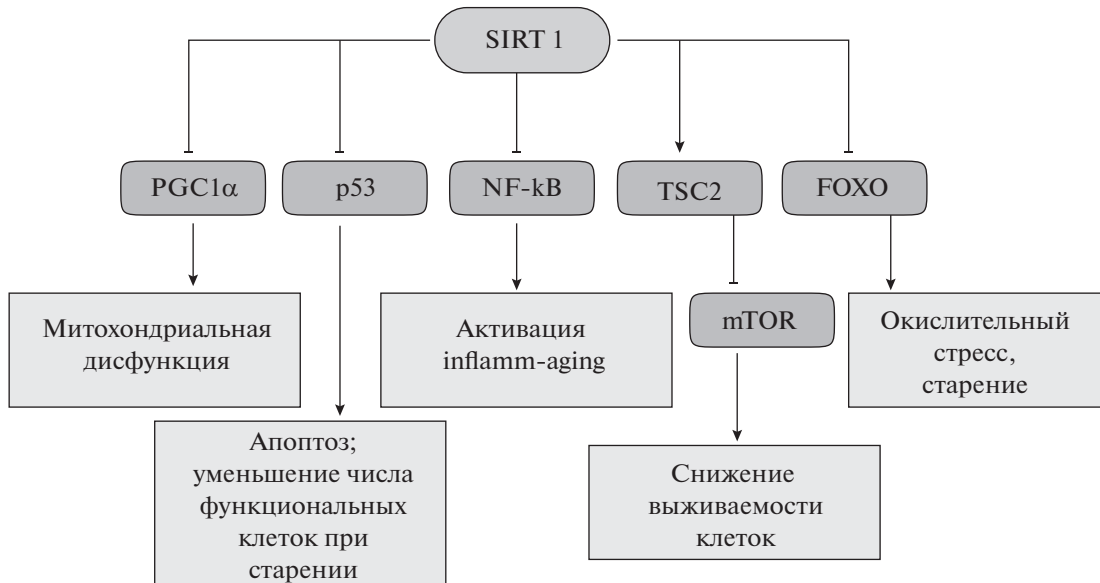 SIRT 1
PGC1α
p53
NF-kB
TSC2
FOXO
Митохондриальная
дисфункция
Активация
inflamm-aging
mTOR
Окислительный
стресс,
старение
Апоптоз;
уменьшение числа
функциональных
клеток при
старении
Снижение
выживаемости
клеток